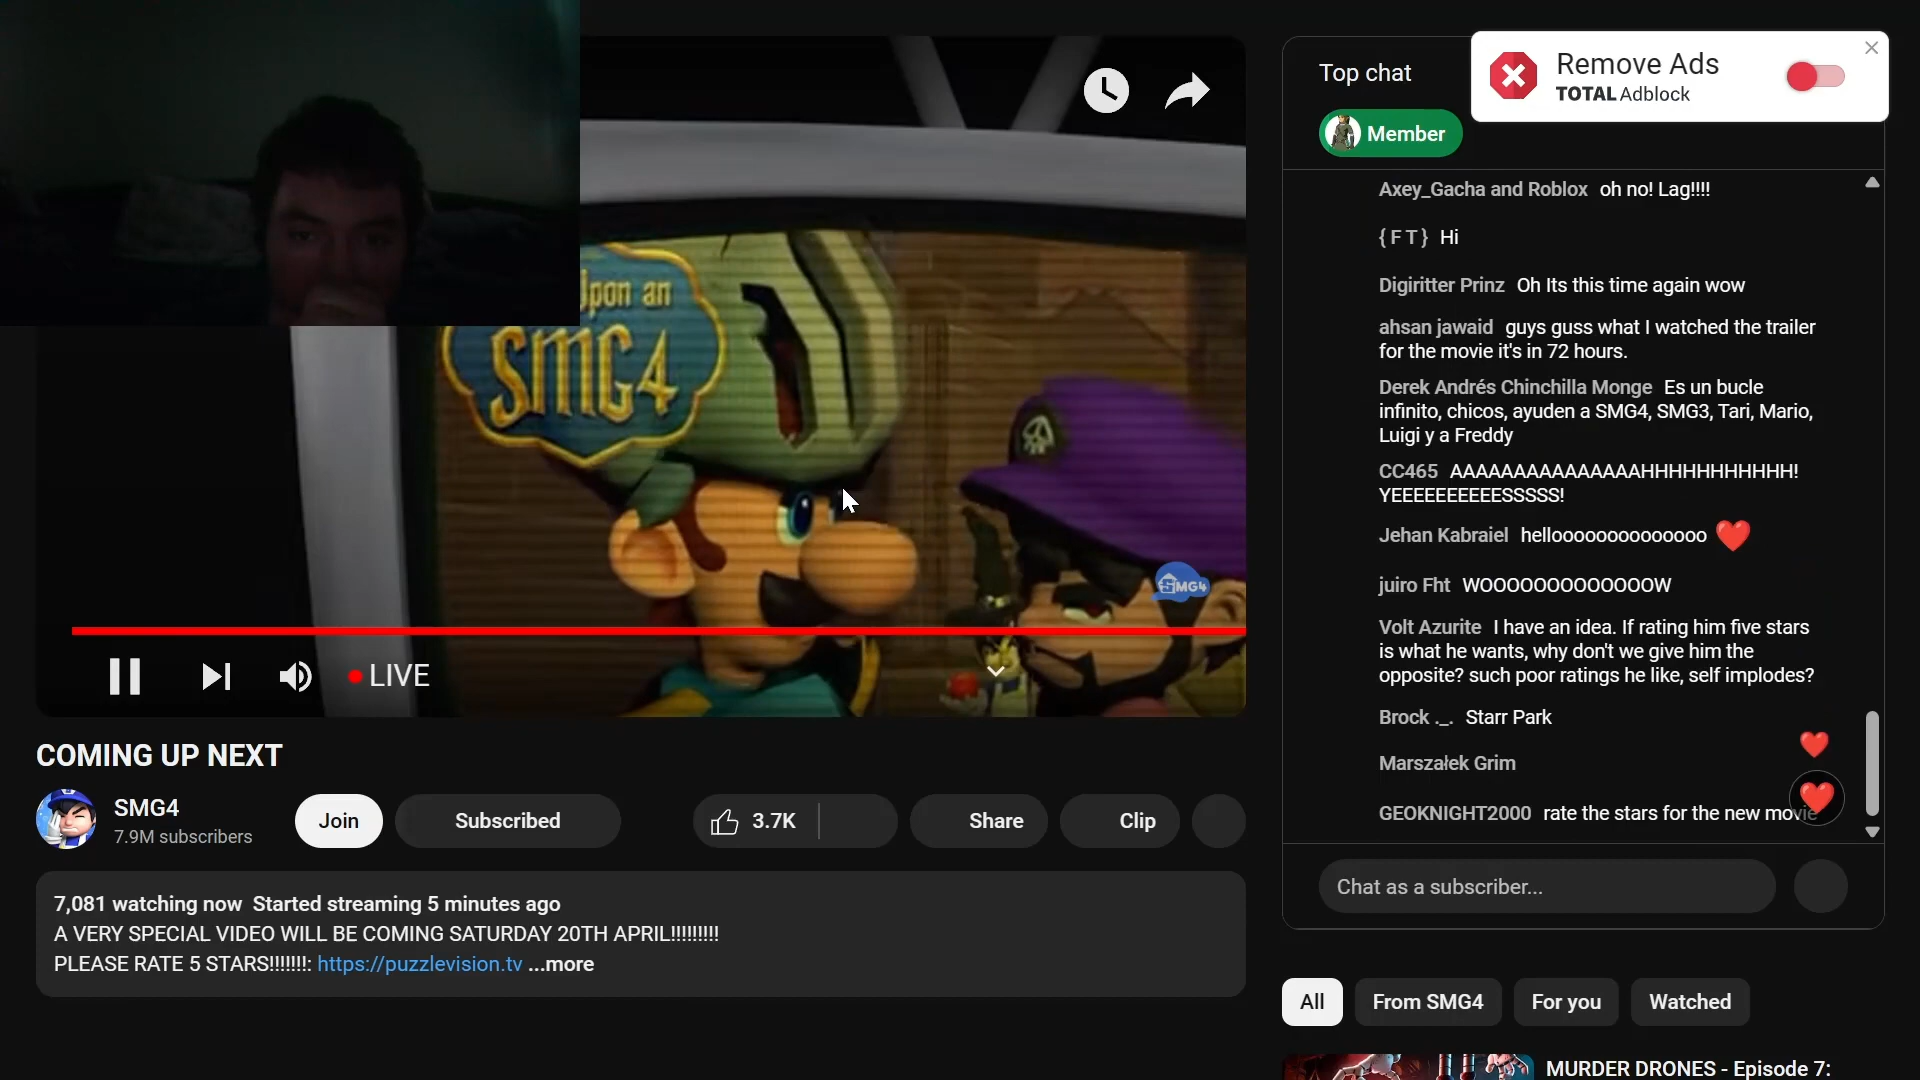 Upon an
SMG4
SMG4
LIVE
COMING UP NEXT
SMG4
7.9M subscribers
Join
Subscribed
3.7K
Share
Clip
7,081 watching now Started streaming 5 minutes ago
A VERY SPECIAL VIDEO WILL BE COMING SATURDAY 20TH APRIL!!!!!!!!!
PLEASE RATE 5 STARS!!!!!!!: https://puzzlevision.tv ...more
Top chat
Remove Ads
TOTAL Adblock
Member
Axey_Gacha and Roblox oh no! Lag!!!!
{ F T } Hi
Digiritter Prinz Oh Its this time again wow
ahsan jawaid guys guss what I watched the trailer
for the movie it's in 72 hours.
Derek Andrés Chinchilla Monge Es un bucle
infinito, chicos, ayuden a SMG4, SMG3, Tari, Mario,
Luigi y a Freddy
CC465 AAAAAAAAAAAAAAAHHHHHHHHHHH!
YEEEEEEEEEESSSSS!
Jehan Kabraiel helloooooooooooooo
juiro Fht WOOOOOOOOOOOOOW
Volt Azurite I have an idea. If rating him five stars
is what he wants, why don't we give him the
opposite? such poor ratings he like, self implodes?
Brock ._. Starr Park
Marszałek Grim
GEOKNIGHT2000 rate the stars for the new movie
Chat as a subscriber...
All
From SMG4
For you
Watched
MURDER DRONES - Episode 7: